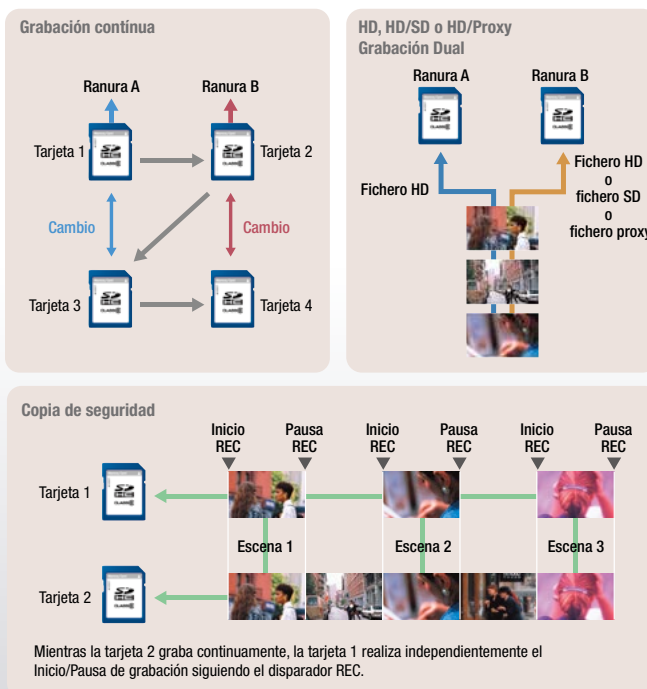 Grabación contínua
Ranura A
Ranura B
Tarjeta 1
Tarjeta 2
Cambio
Cambio
Tarjeta 3
Tarjeta 4
HD, HD/SD o HD/Proxy
Grabación Dual
Ranura A
Ranura B
Fichero HD
Fichero HD
o
fichero SD
o
fichero proxy
Copia de seguridad
Inicio
REC
Pausa
REC
Inicio
REC
Pausa
REC
Inicio
REC
Pausa
REC
Tarjeta 1
Escena 1
Escena 2
Escena 3
Tarjeta 2
Mientras la tarjeta 2 graba continuamente, la tarjeta 1 realiza independientemente el
Inicio/Pausa de grabación siguiendo el disparador REC.